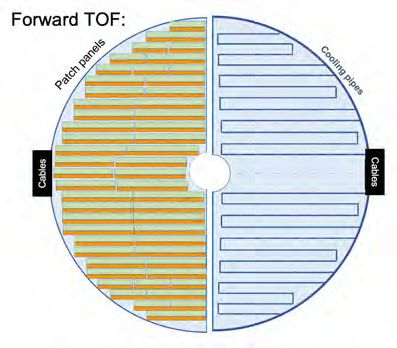 Forward TOF:
Patch panels
Cooling pipes
Cables
Cables